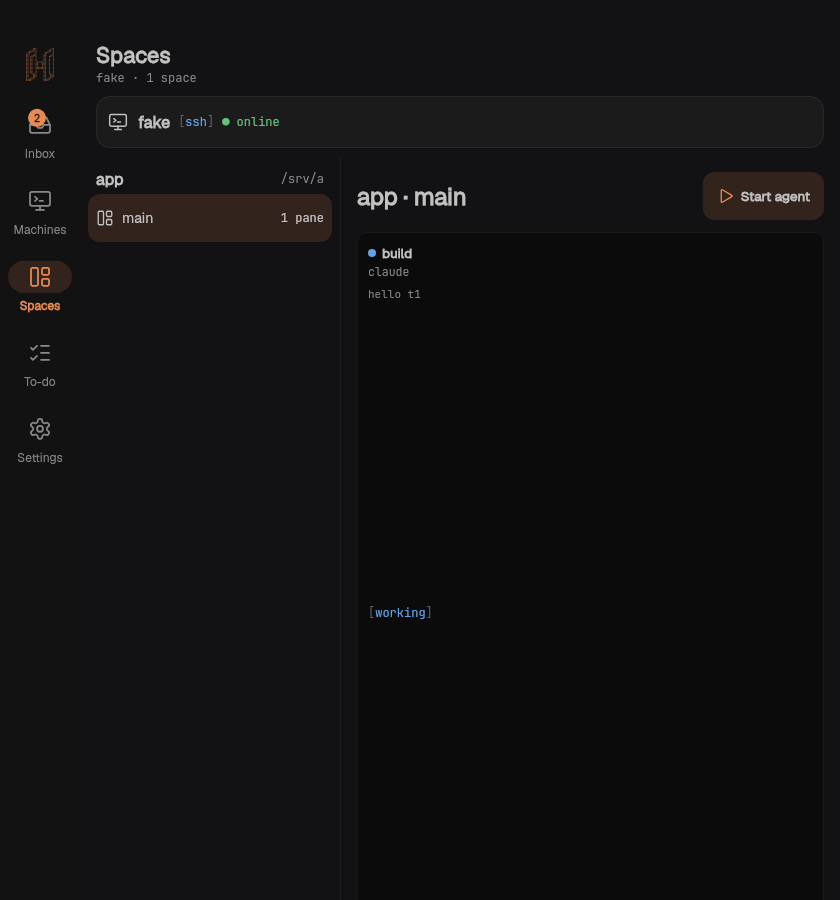 Spaces
fake · 1 space
2
Inbox
Machines
Spaces
To-do
Settings
fake [ssh] online
app /srv/a
main 1 pane
app · main
Start agent
build
claude
hello t1
[working]